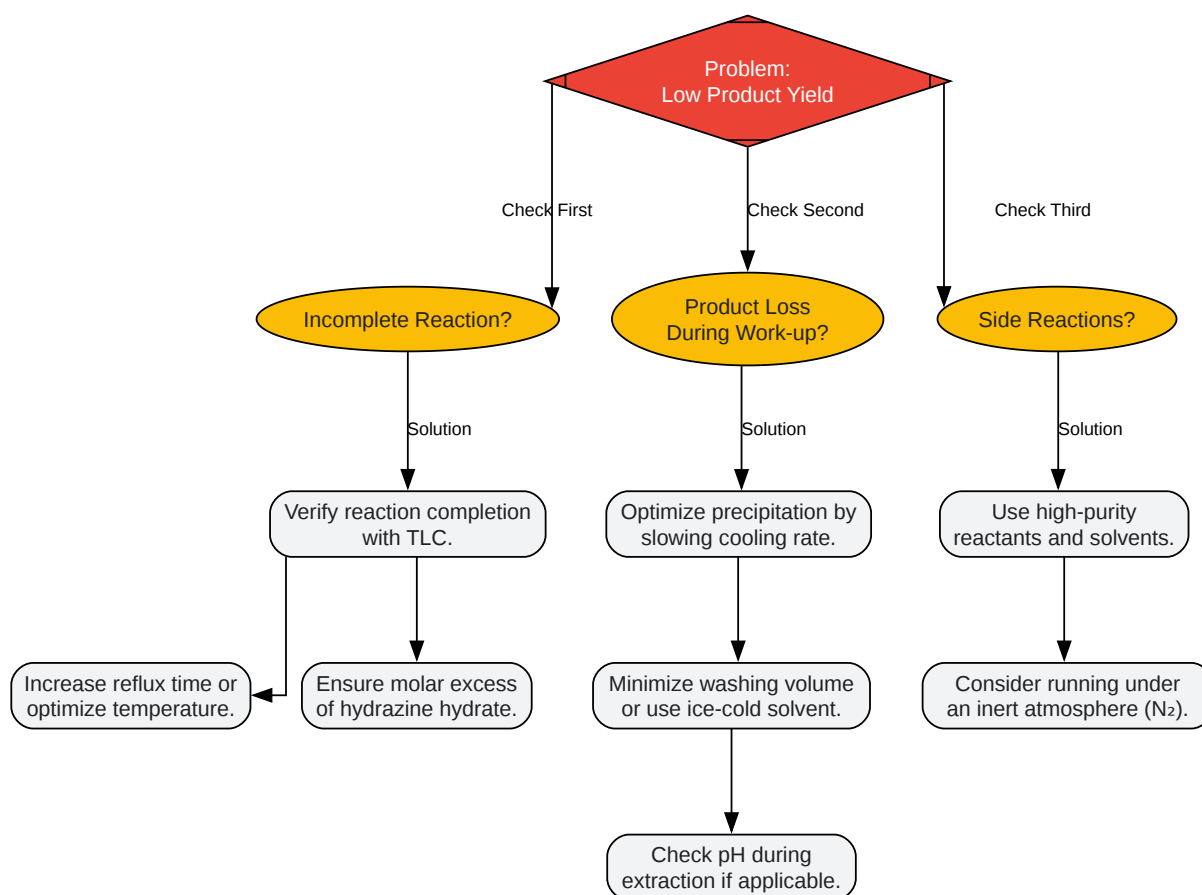 Problem:
Low Product Yield
Check First
Check Second
Check Third
Incomplete Reaction?
Product Loss
During Work-up?
Side Reactions?
Solution
Solution
Solution
Verify reaction completion
with TLC.
Optimize precipitation by
slowing cooling rate.
Use high-purity
reactants and solvents.
Increase reflux time or
optimize temperature.
Ensure molar excess
of hydrazine hydrate.
Minimize washing volume
or use ice-cold solvent.
Consider running under
an inert atmosphere (N₂).
Check pH during
extraction if applicable.